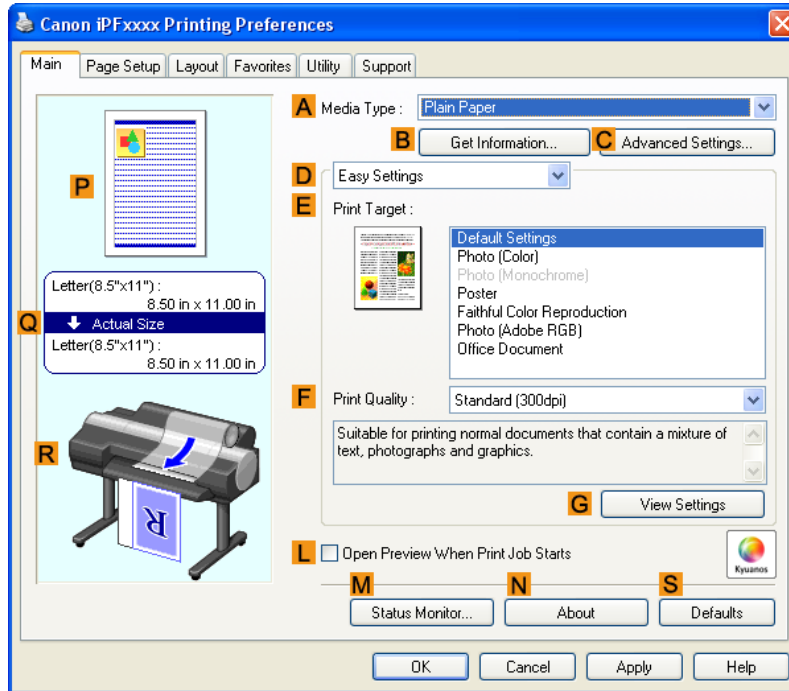 Canon iPFxxxx Printing Preferences
Main Page Setup Layout Favorites Utility Support
A Media Type : Plain Paper
B Get Information... C Advanced Settings...
D Easy Settings
P
E Print Target :
Default Settings
Photo (Color)
Photo (Monochrome)
Poster
Faithful Color Reproduction
Photo (Adobe RGB)
Office Document
Letter(8.5"x11") :
8.50 in x 11.00 in
Q Actual Size
Letter(8.5"x11") :
8.50 in x 11.00 in
F Print Quality : Standard (300dpi)
Suitable for printing normal documents that contain a mixture of
text, photographs and graphics.
R
R
G View Settings
L Open Preview When Print Job Starts
Kyuanos
M N S
Status Monitor... About Defaults
OK Cancel Apply Help